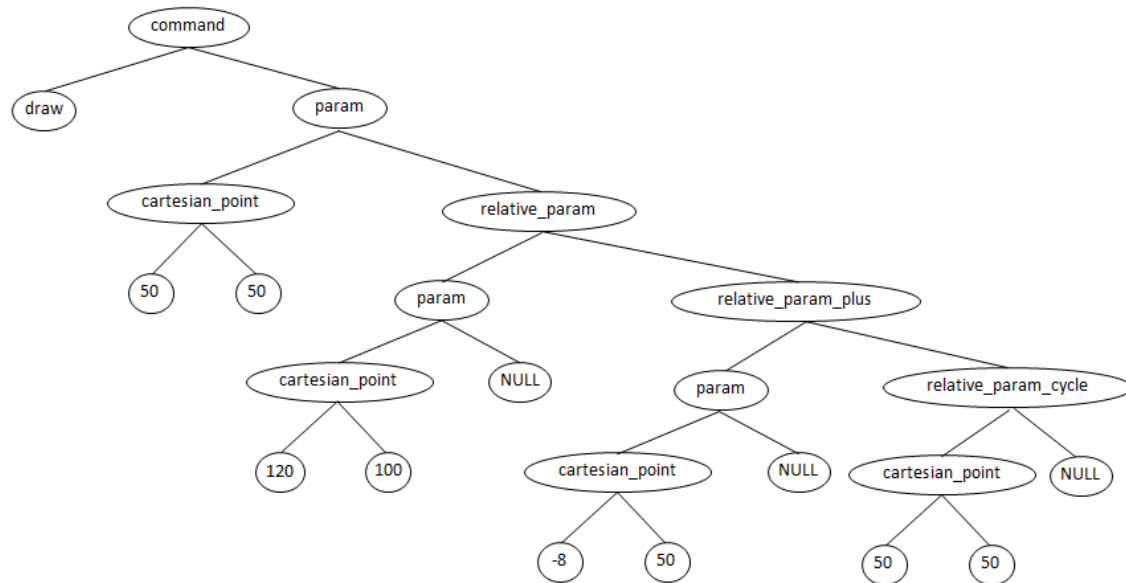 command
draw
param
cartesian_point
relative_param
50
50
param
relative_param_plus
cartesian_point
NULL
param
relative_param_cycle
120
100
cartesian_point
NULL
cartesian_point
NULL
-8
50
50
50